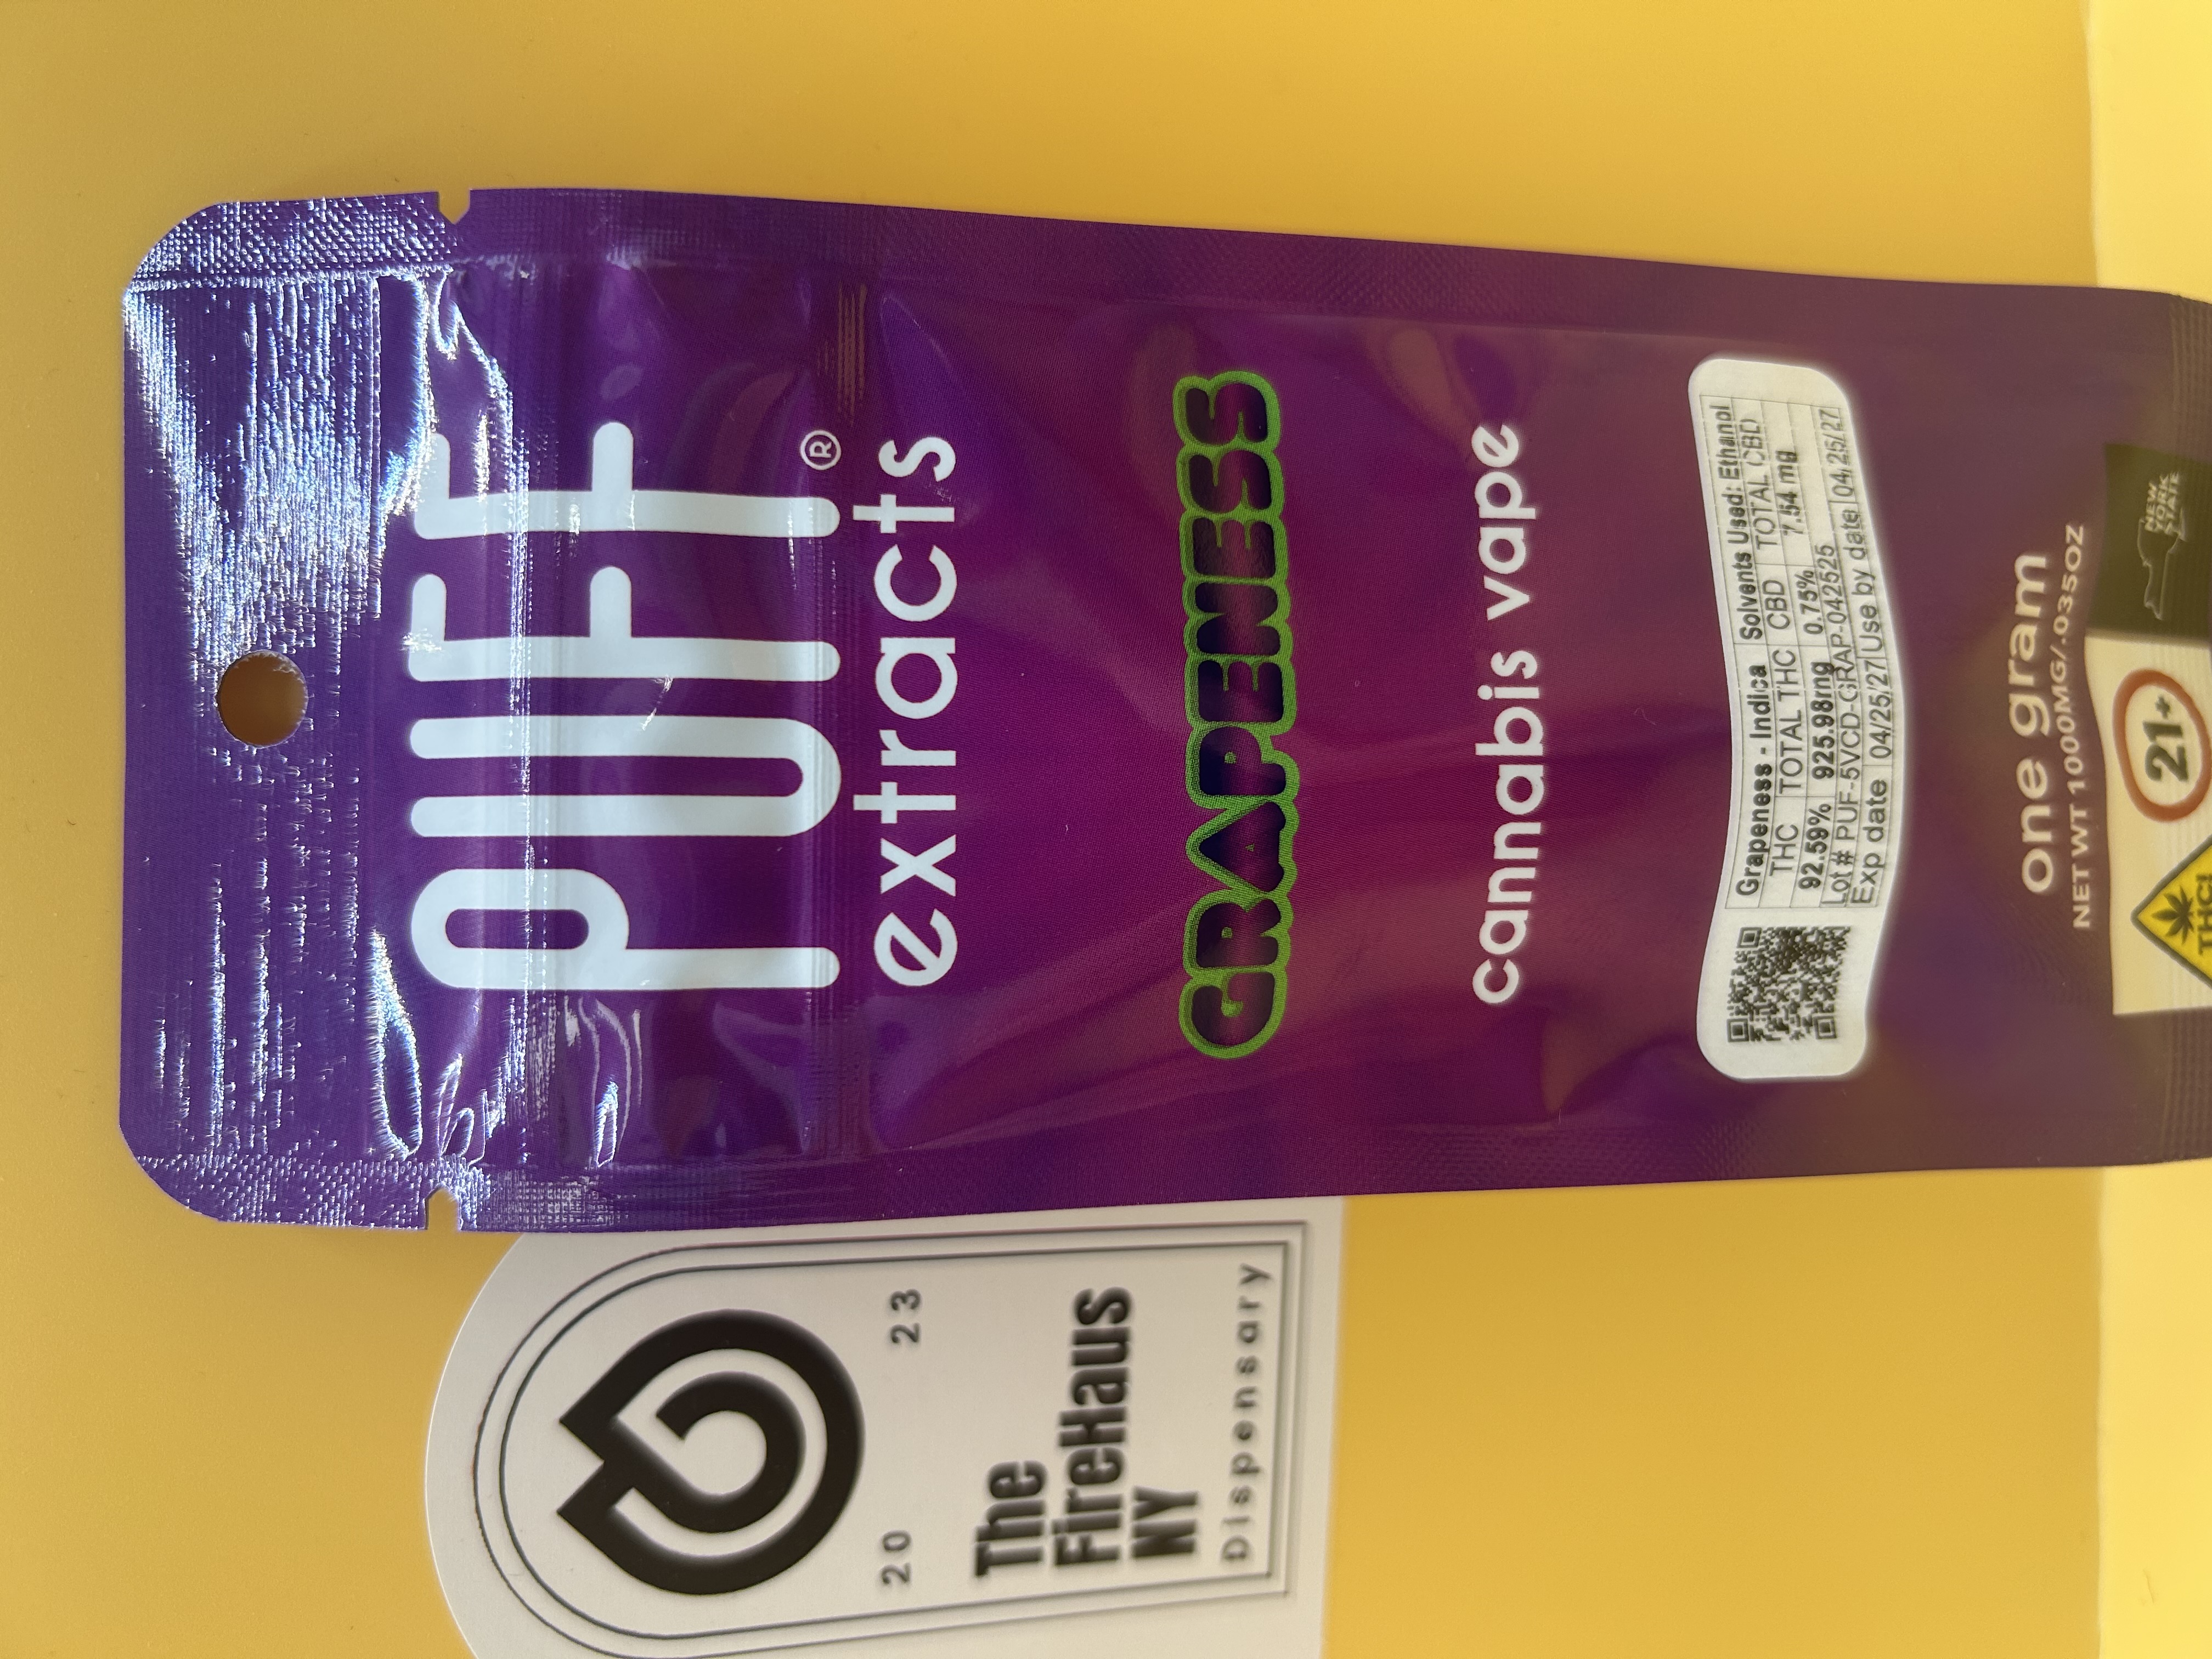 PUFF®
extracts
GRAPENESS
cannabis vape
Grapeness - Indica Solvents Used: Ethanol
THC TOTAL THC CBD TOTAL CBD
92.59% 925.98mg 0.75% 7.54 mg
Lot # PUF-5VCD-GRAP-042525
Exp date 04/25/27 Use by date 04/25/27
One gram
NET WT 1000MG/.035OZ
21+
NEW
YORK
STATE
20 23
The
FireHaus
NY
Dispensary